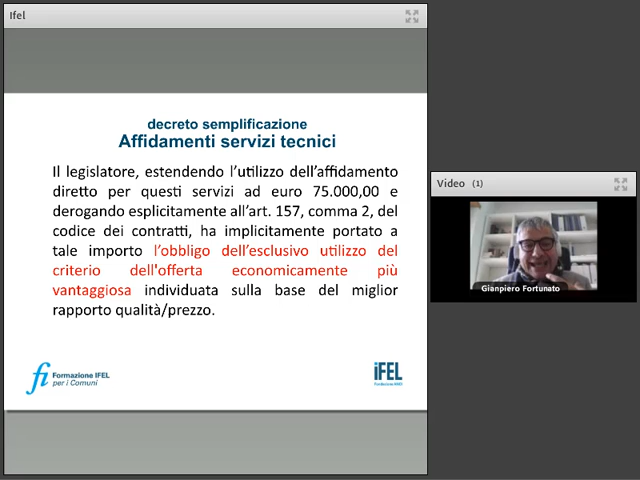 Ifel
decreto semplificazione
Affidamenti servizi tecnici
Il legislatore, estendendo l'utilizzo dell'affidamento
diretto per questi servizi ad euro 75.000,00 e
derogando esplicitamente all'art. 157, comma 2, del
codice dei contratti, ha implicitamente portato a
tale importo l'obbligo dell'esclusivo utilizzo del
criterio dell'offerta economicamente più
vantaggiosa individuata sulla base del miglior
rapporto qualità/prezzo.
fi Formazione IFEL
per i Comuni
iFEL
Video (1)
Gianpiero Fortunato